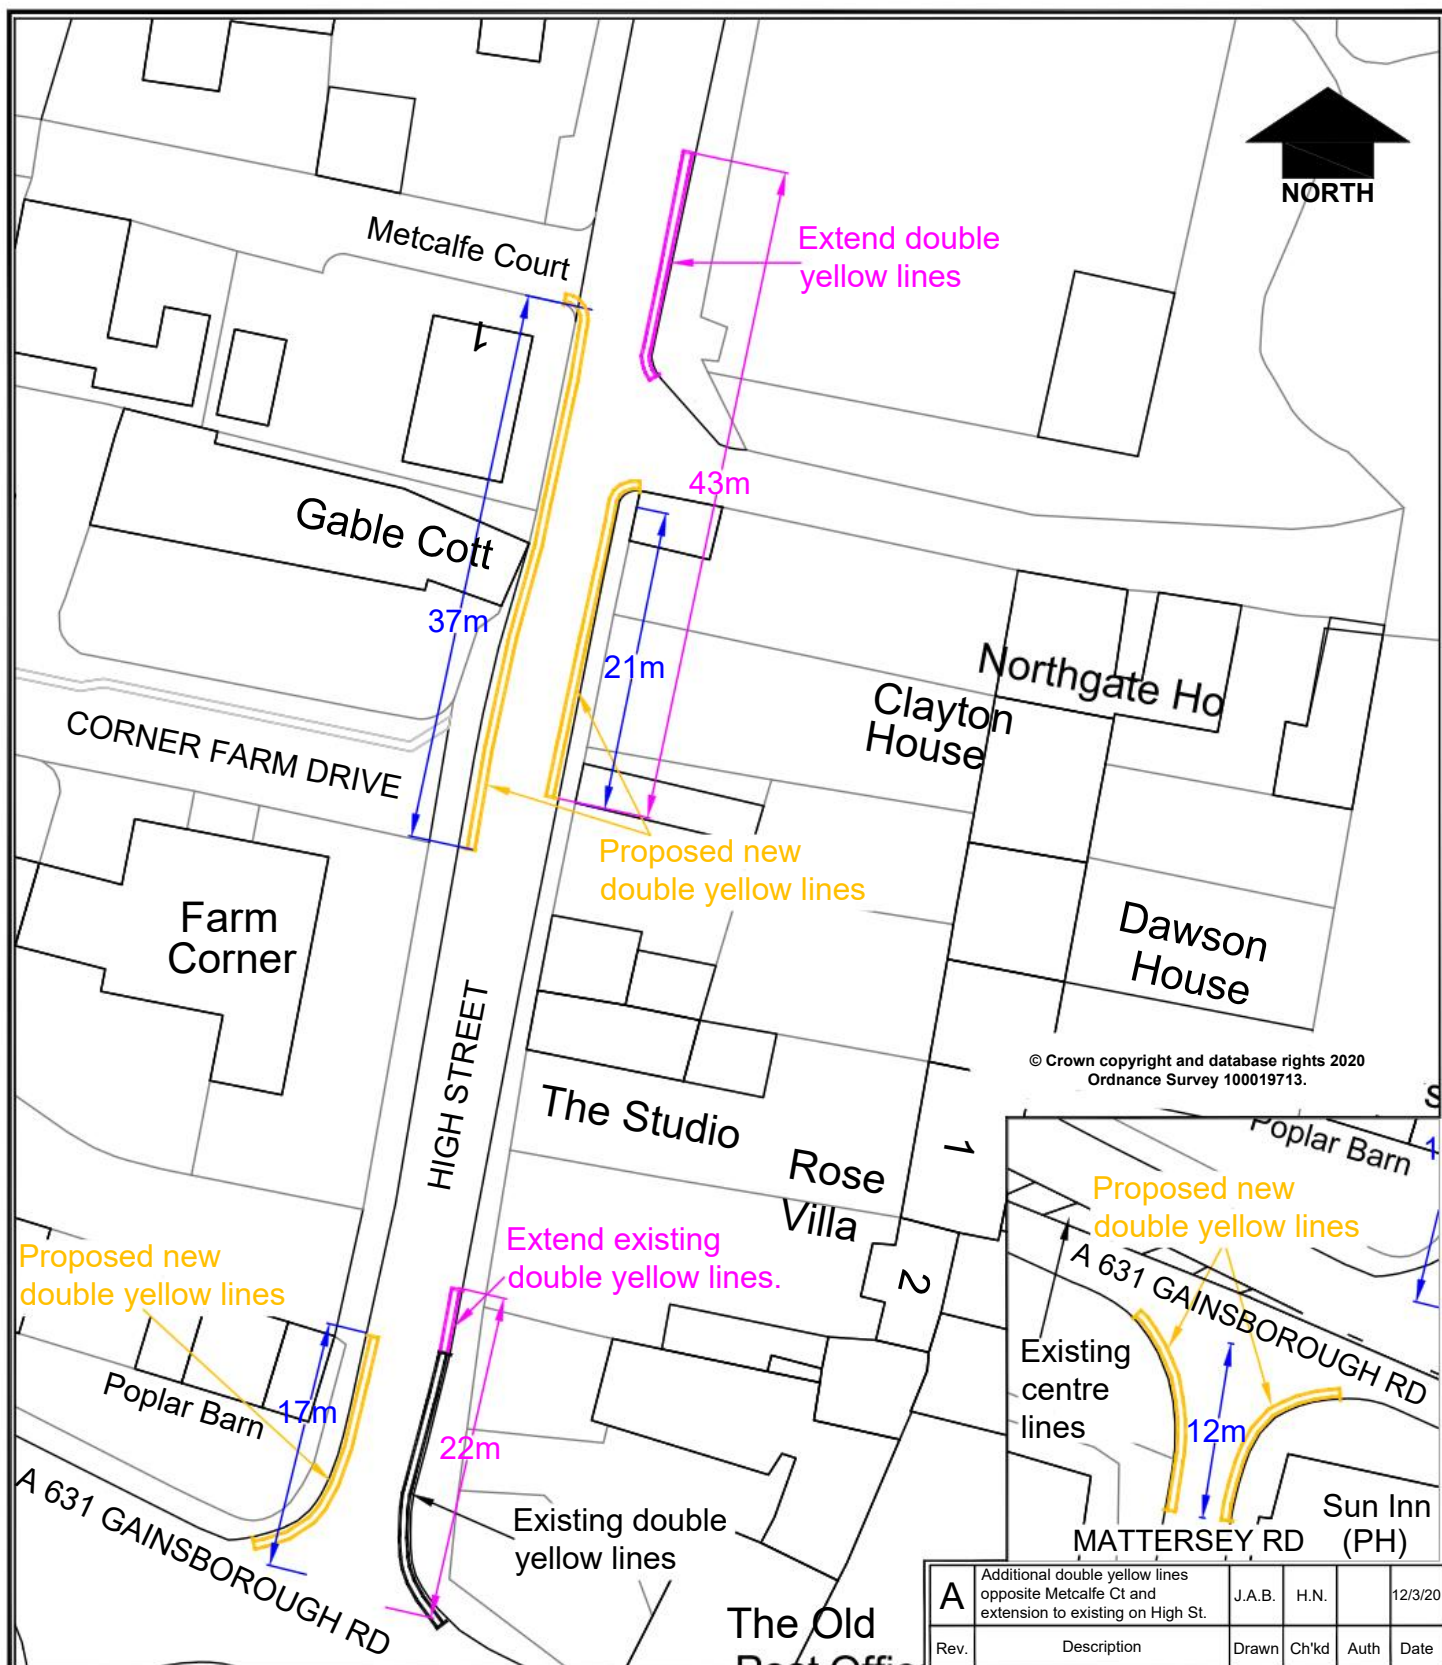 NORTH
Metcalfe Court
Extend double
yellow lines
1
43m
Gable Cott
37m
21m
Northgate Ho
Clayton
House
CORNER FARM DRIVE
Proposed new
double yellow lines
Farm
Corner
Dawson
House
HIGH STREET
© Crown copyright and database rights 2020
Ordnance Survey 100019713.
The Studio
1
Rose
Villa
2
Poplar Barn
Proposed new
double yellow lines
A 631 GAINSBOROUGH RD
Existing
centre
lines
12m
MATTERSEY RD
Sun Inn
(PH)
Extend existing
double yellow lines.
Proposed new
double yellow lines
Poplar Barn
17m
22m
A 631 GAINSBOROUGH RD
Existing double
yellow lines
The Old
A
Additional double yellow lines
opposite Metcalfe Ct and
extension to existing on High St.
J.A.B. H.N. 12/3/20
Rev. Description Drawn Ch'kd Auth Date